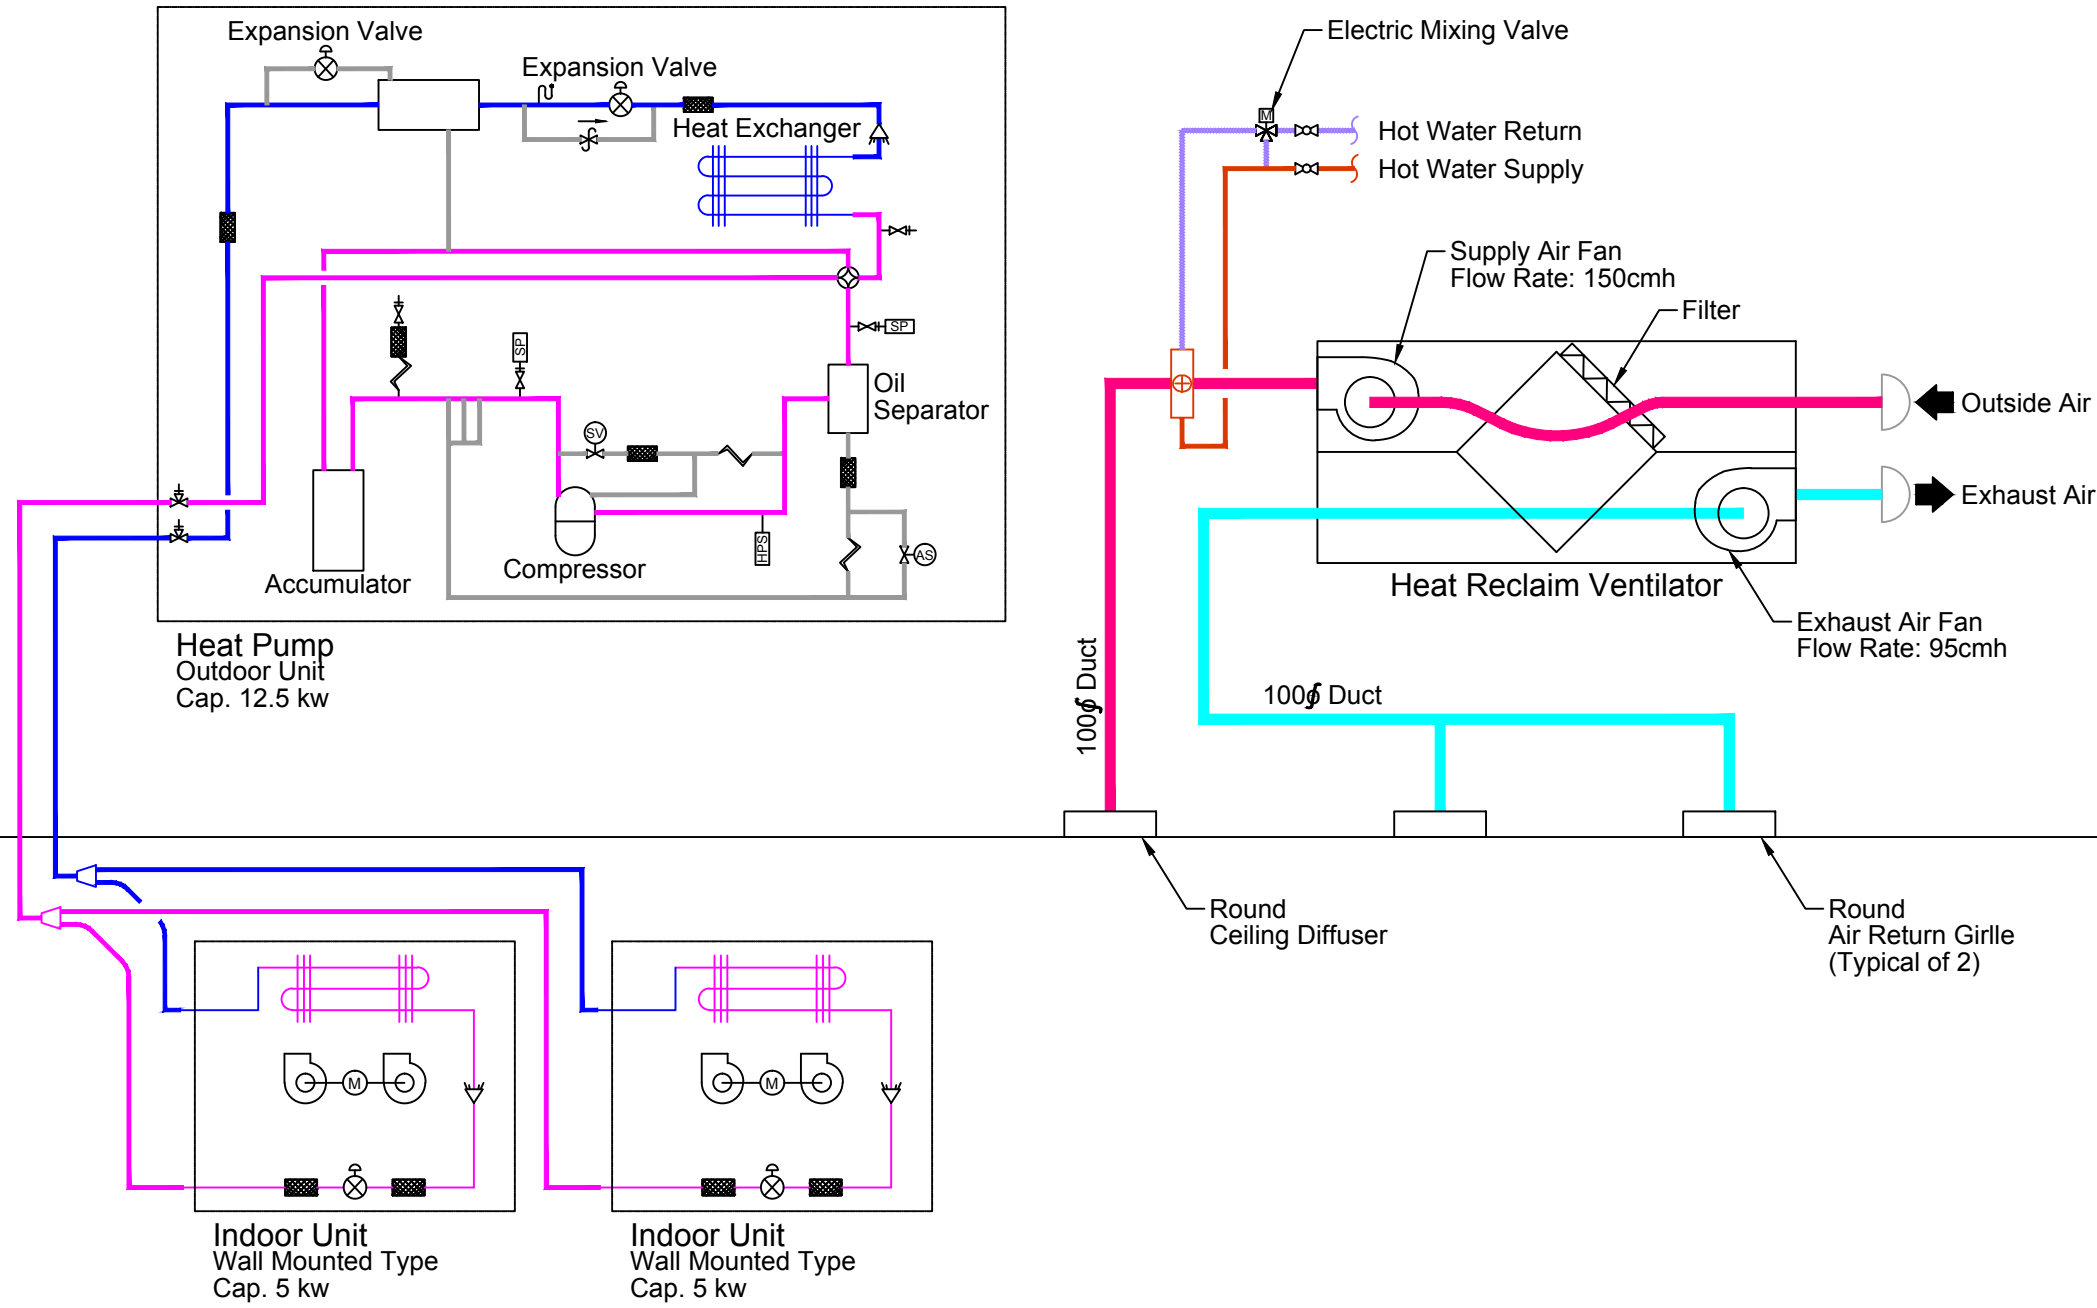 Expansion Valve
Expansion Valve
Heat Exchanger
SP
SP
Oil
Separator
SV
HPS
AS
Accumulator
Compressor
Heat Pump
Outdoor Unit
Cap. 12.5 kw
Electric Mixing Valve
M
Hot Water Return
Hot Water Supply
Supply Air Fan
Flow Rate: 150cmh
Filter
Outside Air
Exhaust Air
Heat Reclaim Ventilator
Exhaust Air Fan
Flow Rate: 95cmh
100∮ Duct
100∮ Duct
Round
Ceiling Diffuser
Round
Air Return Girlle
(Typical of 2)
M
M
Indoor Unit
Wall Mounted Type
Cap. 5 kw
Indoor Unit
Wall Mounted Type
Cap. 5 kw